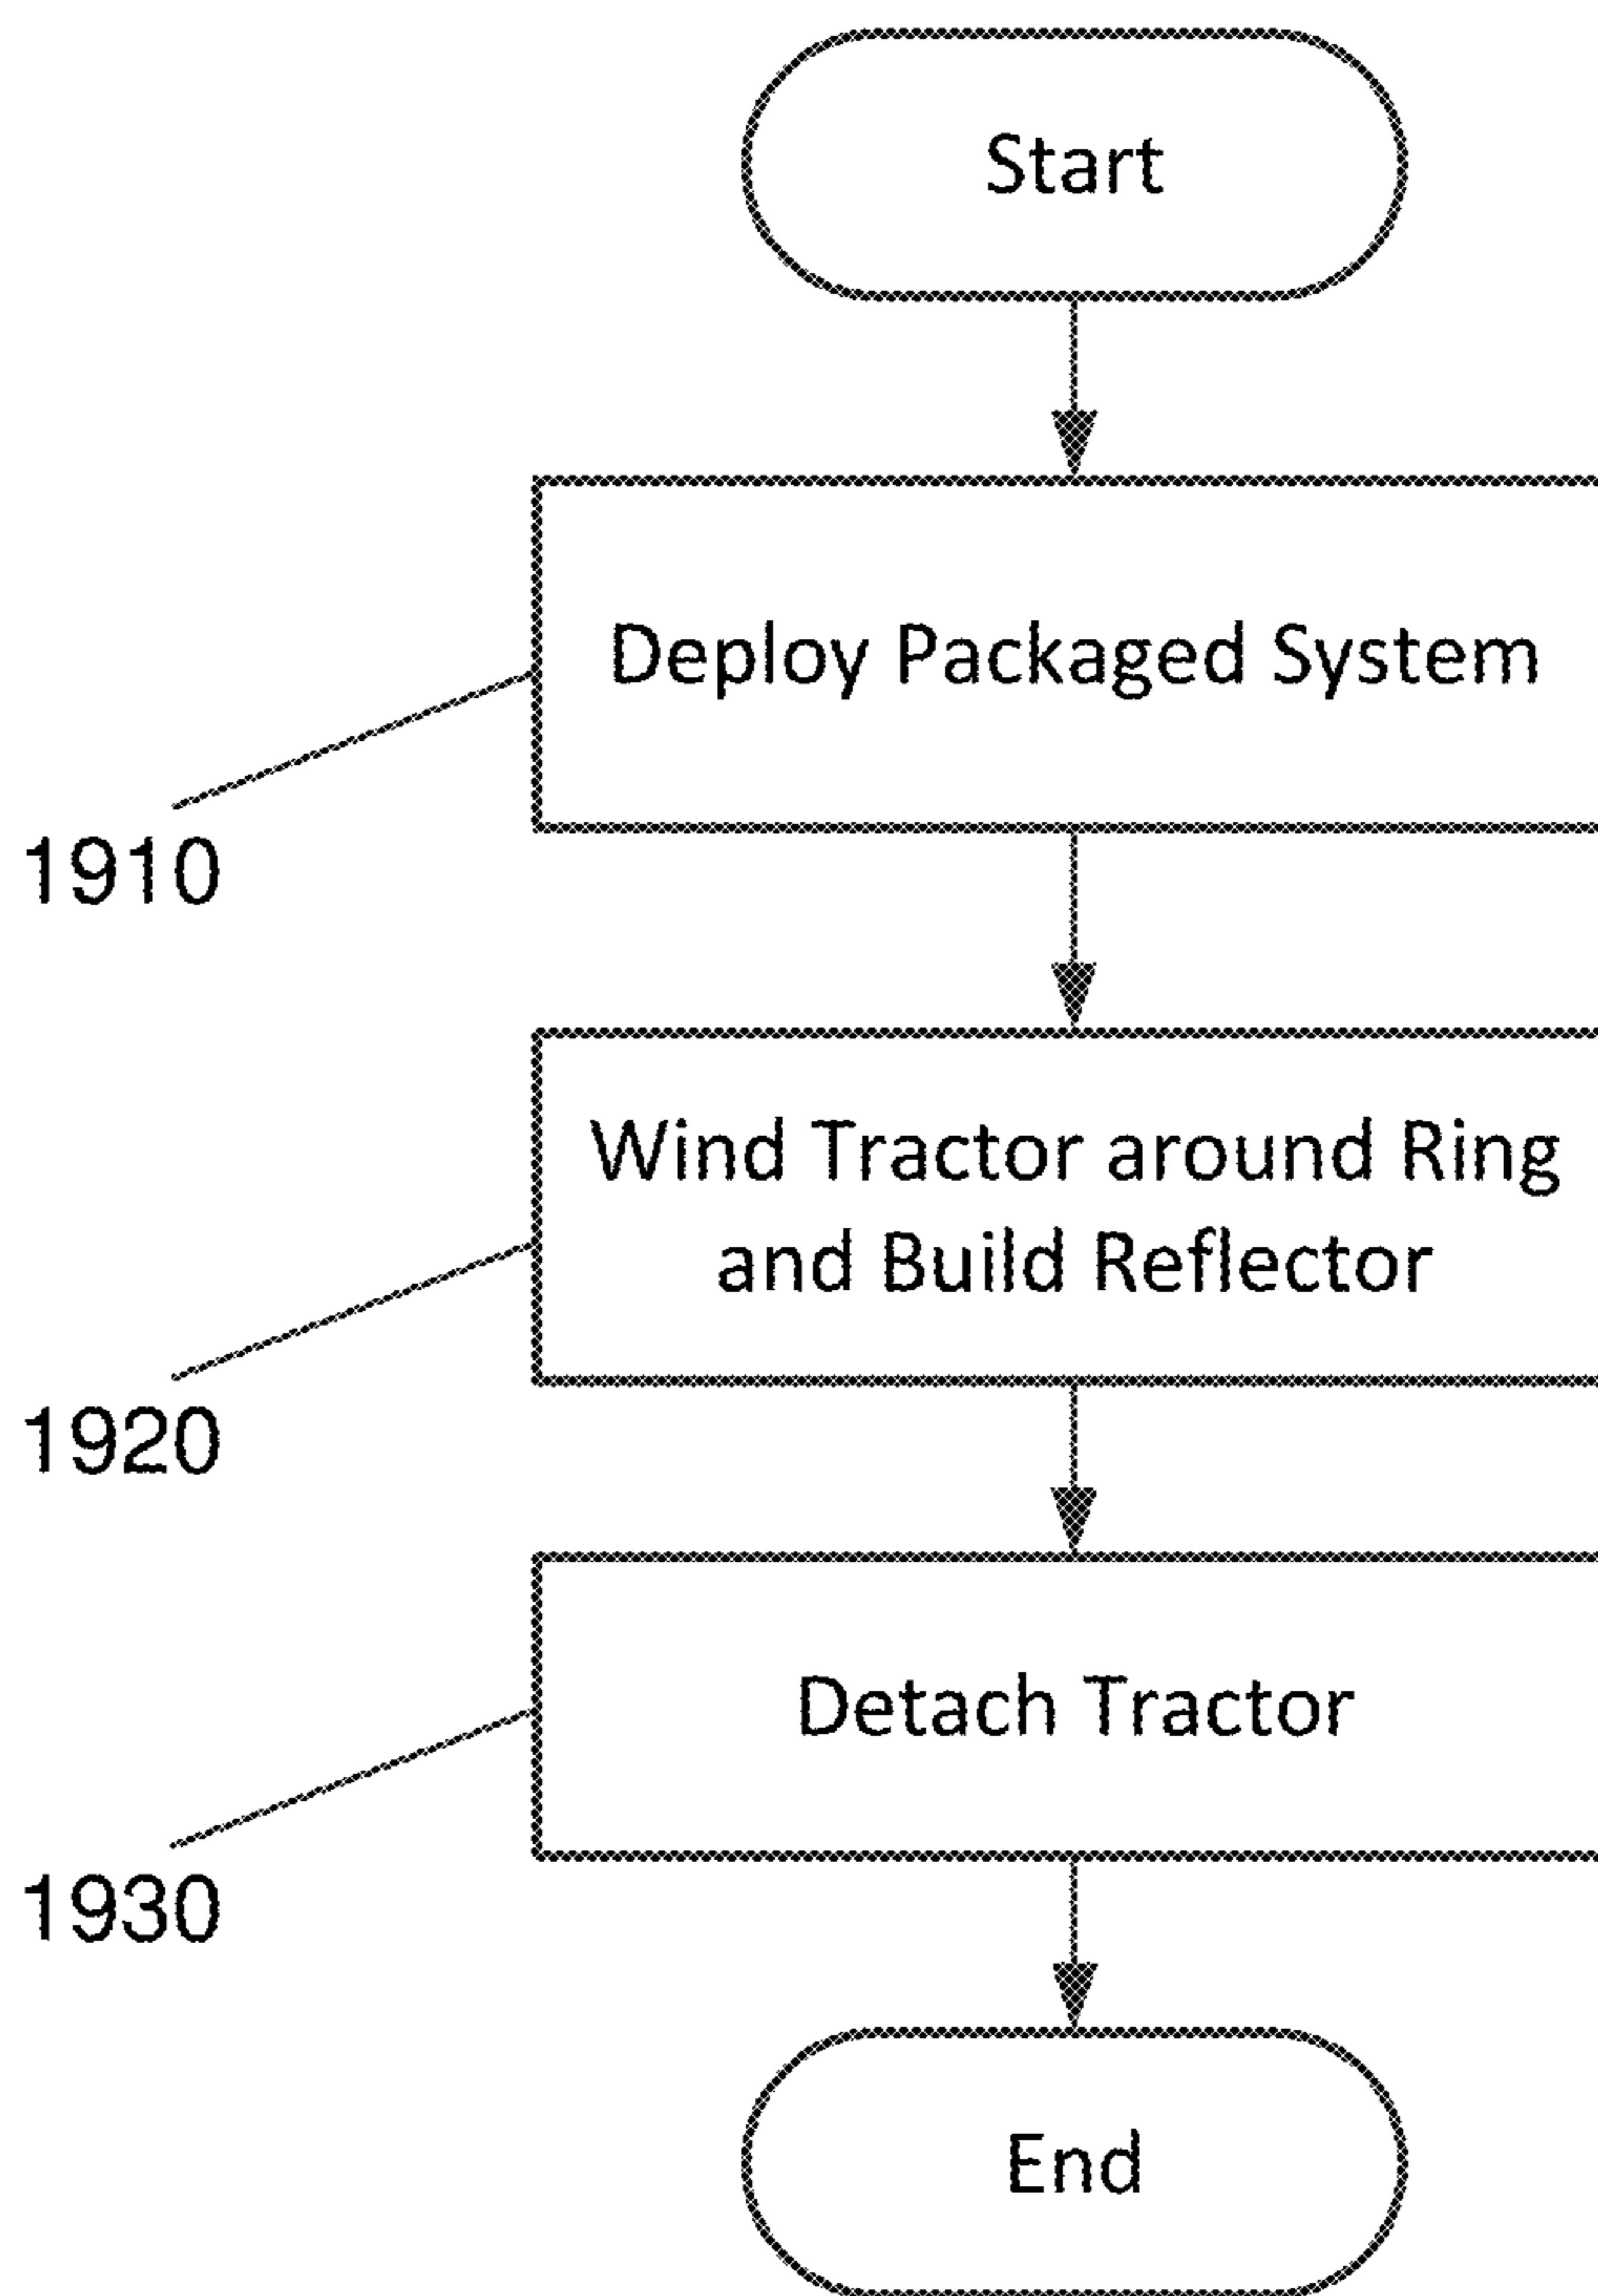 Start
Deploy Packaged System
1910
Wind Tractor around Ring
and Build Reflector
1920
Detach Tractor
1930
End